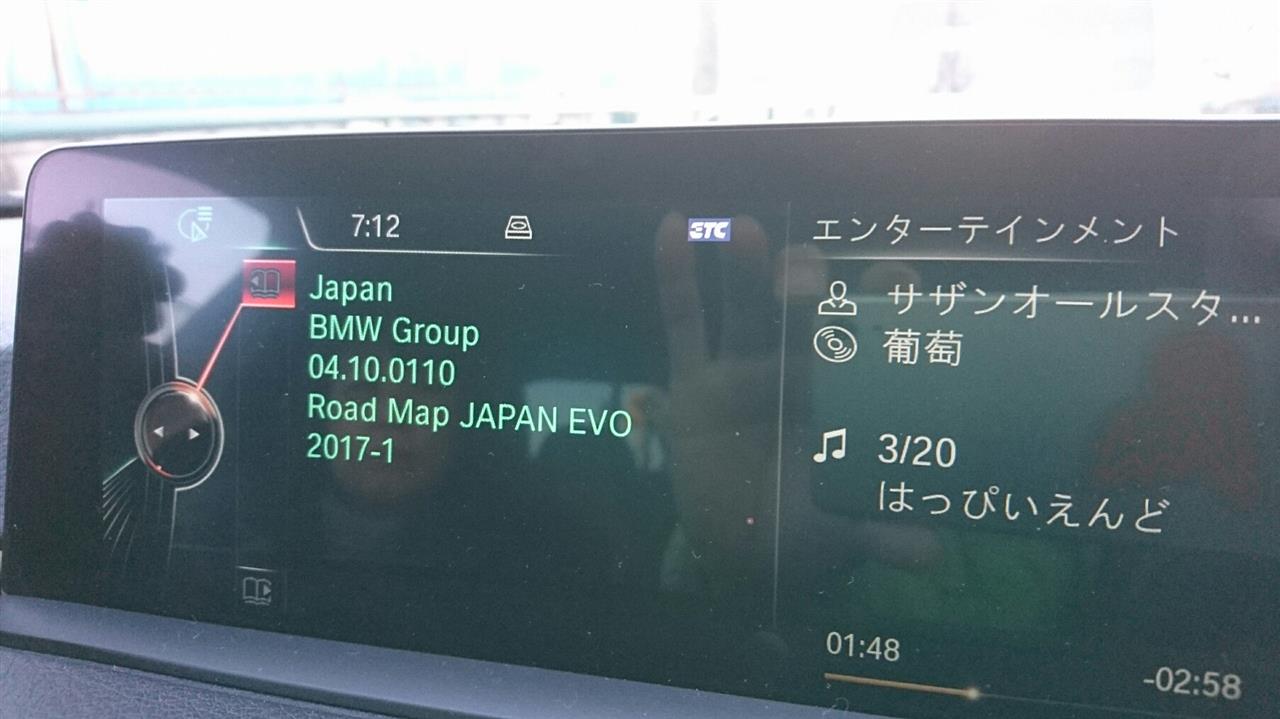 7:12
ETC
エンターテインメント
Japan
BMW Group
04.10.0110
Road Map JAPAN EVO
2017-1
サザンオールスタ...
葡萄
3/20
はっぴいえんど
01:48
-02:58